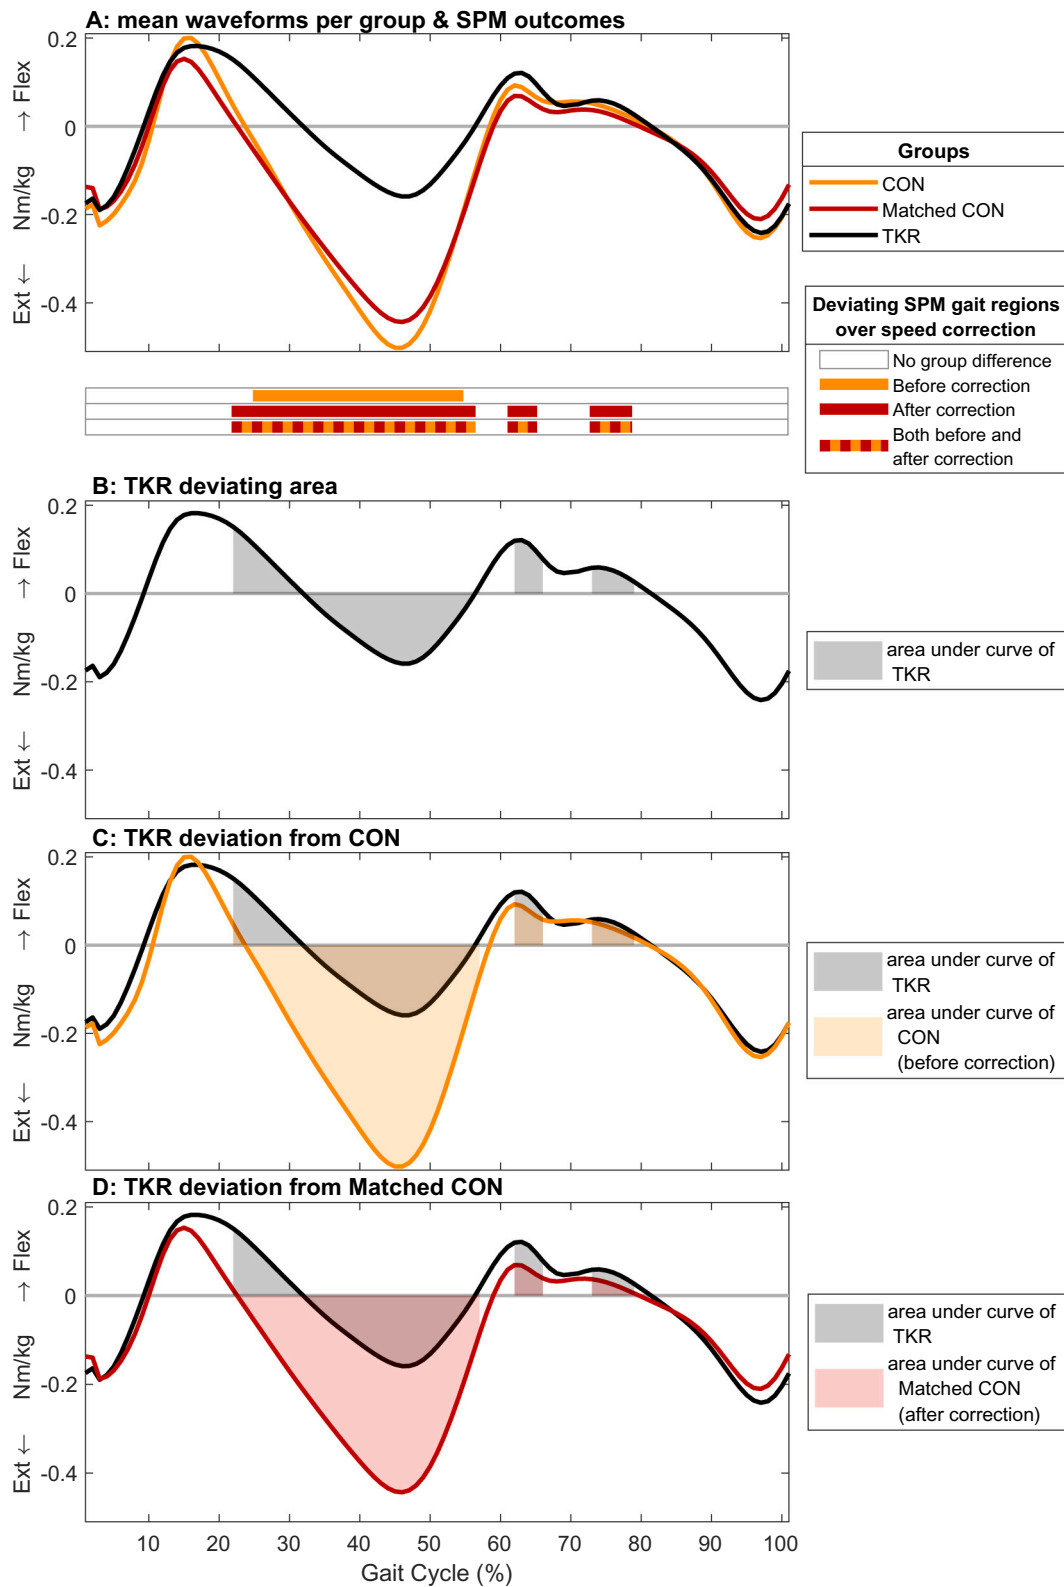 A: mean waveforms per group & SPM outcomes
0.2
0
-0.2
-0.4
Ext ← Nm/kg → Flex
Groups
CON
Matched CON
TKR
Deviating SPM gait regions
over speed correction
No group difference
Before correction
After correction
Both before and
after correction
B: TKR deviating area
0.2
0
-0.2
-0.4
Ext ← Nm/kg → Flex
area under curve of
TKR
C: TKR deviation from CON
0.2
0
-0.2
-0.4
Ext ← Nm/kg → Flex
area under curve of
TKR
area under curve of
CON
(before correction)
D: TKR deviation from Matched CON
0.2
0
-0.2
-0.4
Ext ← Nm/kg → Flex
area under curve of
TKR
area under curve of
Matched CON
(after correction)
10 20 30 40 50 60 70 80 90 100
Gait Cycle (%)